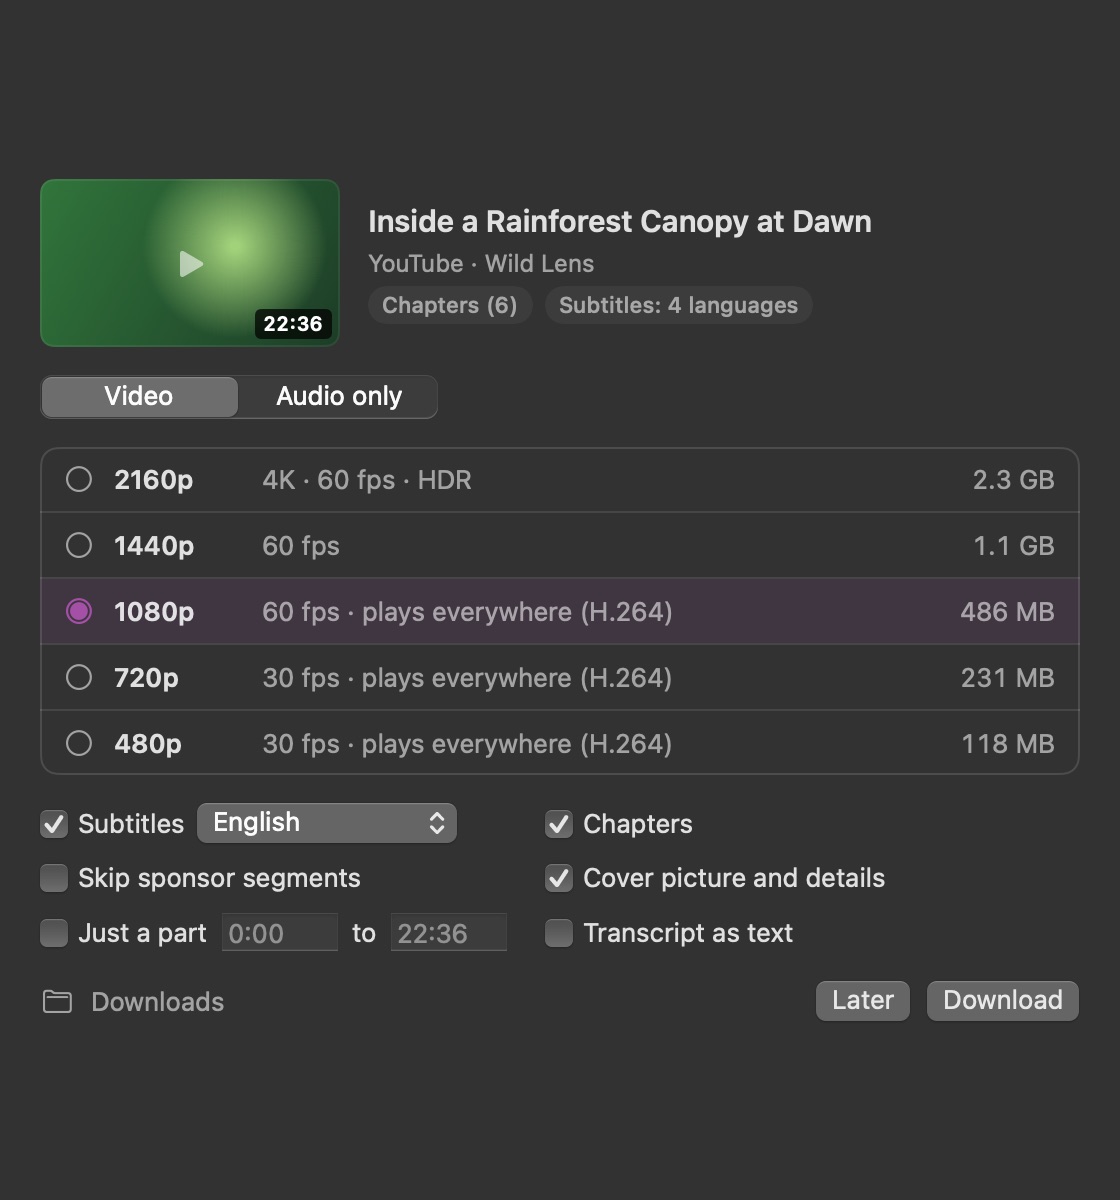 Inside a Rainforest Canopy at Dawn
YouTube · Wild Lens
Chapters (6) Subtitles: 4 languages
22:36
Video Audio only
2160p 4K · 60 fps · HDR 2.3 GB
1440p 60 fps 1.1 GB
1080p 60 fps · plays everywhere (H.264) 486 MB
720p 30 fps · plays everywhere (H.264) 231 MB
480p 30 fps · plays everywhere (H.264) 118 MB
Subtitles English Chapters
Skip sponsor segments Cover picture and details
Just a part 0:00 to 22:36 Transcript as text
Downloads Later Download